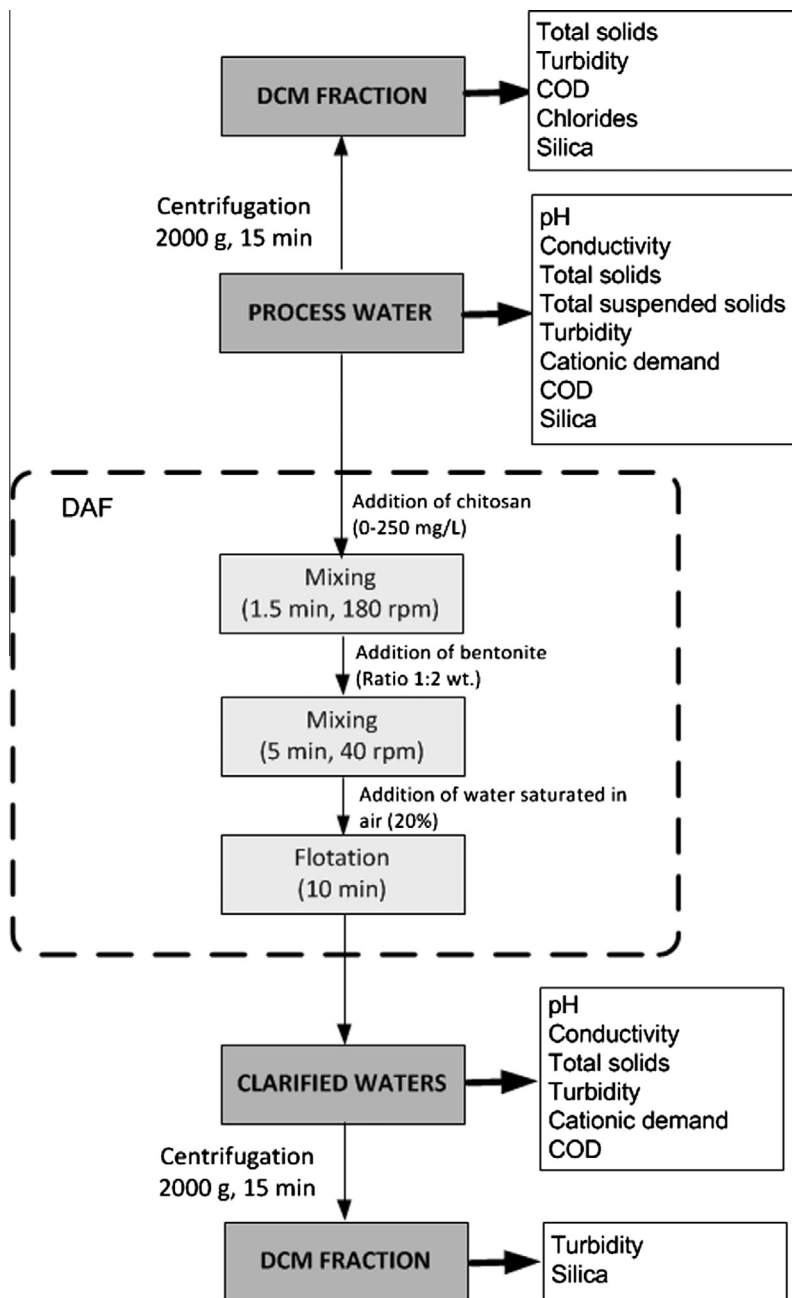 Total solids
Turbidity
COD
Chlorides
Silica
DCM FRACTION
Centrifugation
2000 g, 15 min
pH
Conductivity
Total solids
Total suspended solids
Turbidity
Cationic demand
COD
Silica
PROCESS WATER
DAF
Addition of chitosan
(0-250 mg/L)
Mixing
(1.5 min, 180 rpm)
Addition of bentonite
(Ratio 1:2 wt.)
Mixing
(5 min, 40 rpm)
Addition of water saturated in
air (20%)
Flotation
(10 min)
CLARIFIED WATERS
pH
Conductivity
Total solids
Turbidity
Cationic demand
COD
Centrifugation
2000 g, 15 min
DCM FRACTION
Turbidity
Silica